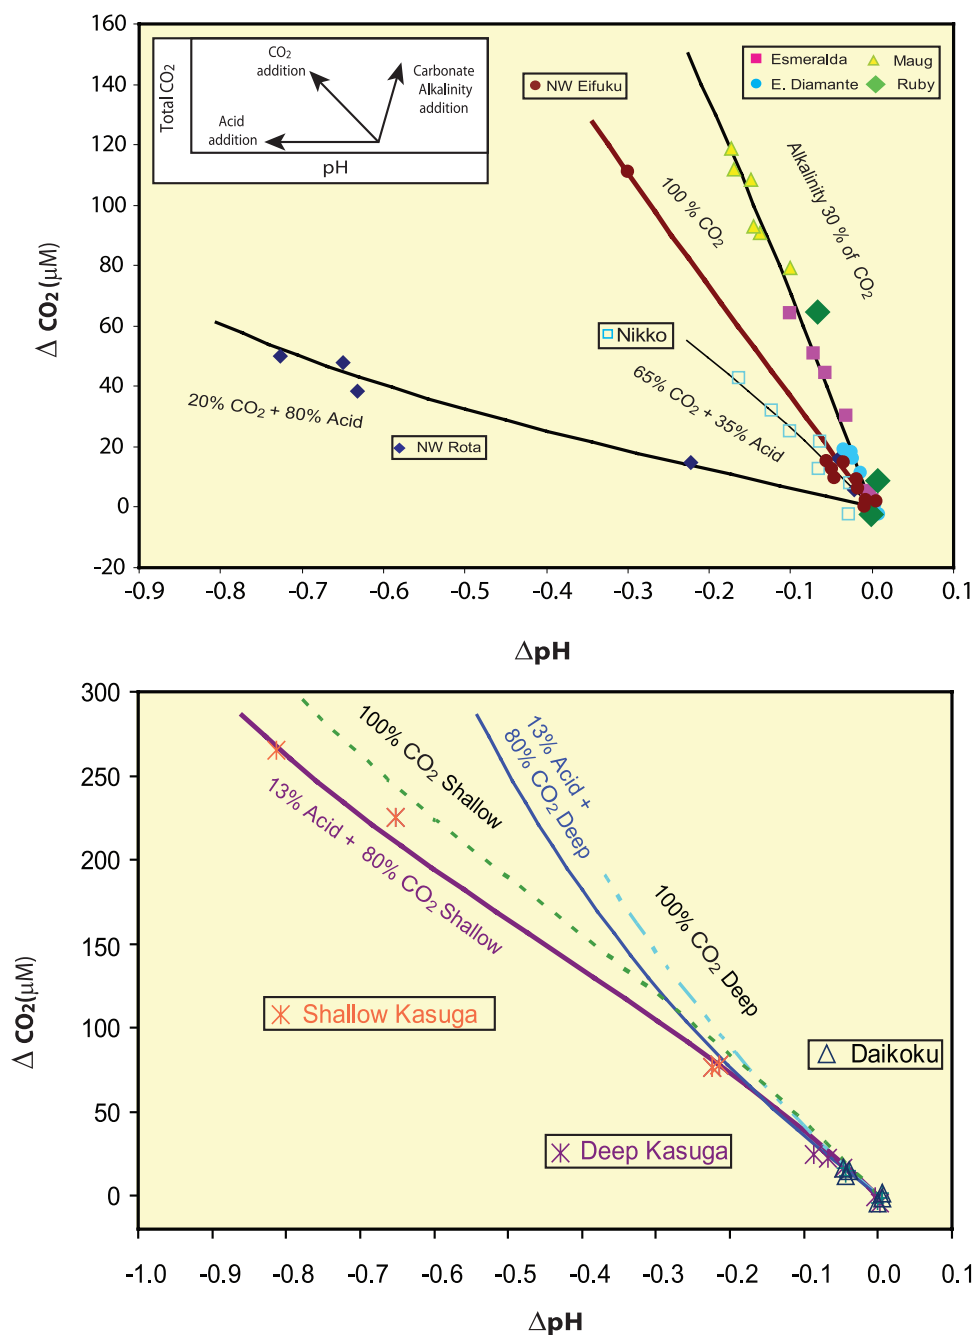 160
140
120
100
80
60
40
20
0
-20
Δ CO₂ (μM)
Total CO₂
CO₂
addition
Carbonate
Alkalinity
addition
Acid
addition
pH
NW Eifuku
Esmeralda
Maug
E. Diamante
Ruby
100 % CO₂
Alkalinity 30 % of CO₂
Nikko
65% CO₂ + 35% Acid
20% CO₂ + 80% Acid
NW Rota
-0.9 -0.8 -0.7 -0.6 -0.5 -0.4 -0.3 -0.2 -0.1 0.0 0.1
ΔpH
300
250
200
150
100
50
0
Δ CO₂(μM)
100% CO₂ Shallow
13% Acid +
80% CO₂ Deep
13% Acid + 80% CO₂ Shallow
100% CO₂ Deep
Shallow Kasuga
Daikoku
Deep Kasuga
-1.0 -0.9 -0.8 -0.7 -0.6 -0.5 -0.4 -0.3 -0.2 -0.1 0.0 0.1
ΔpH